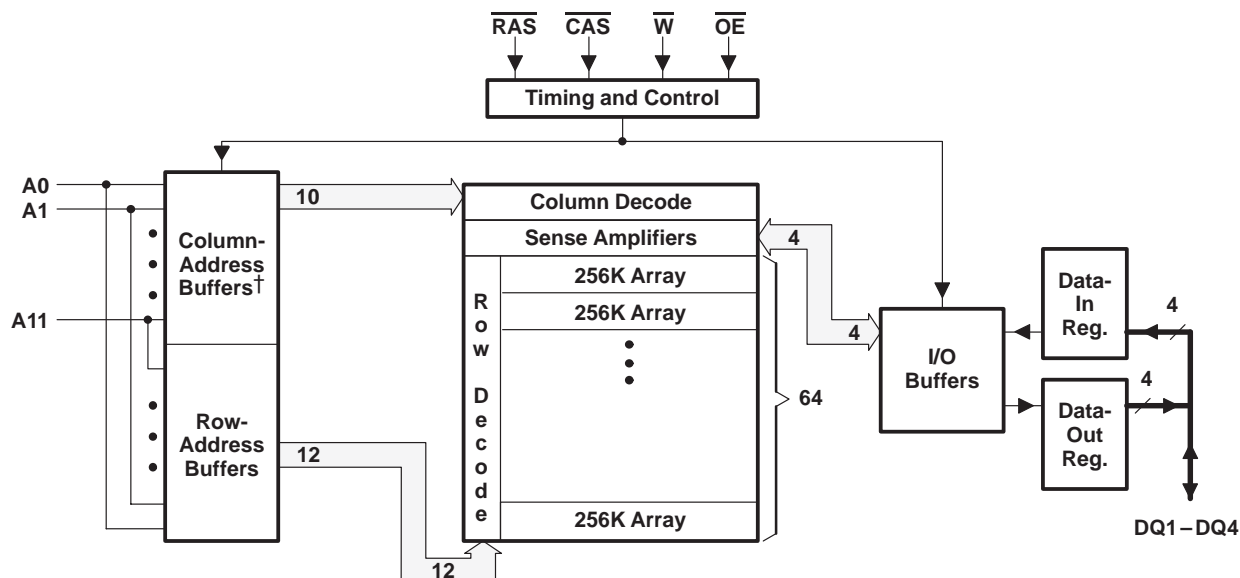 RAS CAS W OE
Timing and Control
A0
A1
A11
Column-
Address
Buffers†
Row-
Address
Buffers
10
12
12
Column Decode
Sense Amplifiers
Row Decode
256K Array
256K Array
256K Array
64
4
4
I/O
Buffers
Data-
In
Reg.
4
Data-
Out
Reg.
4
DQ1–DQ4